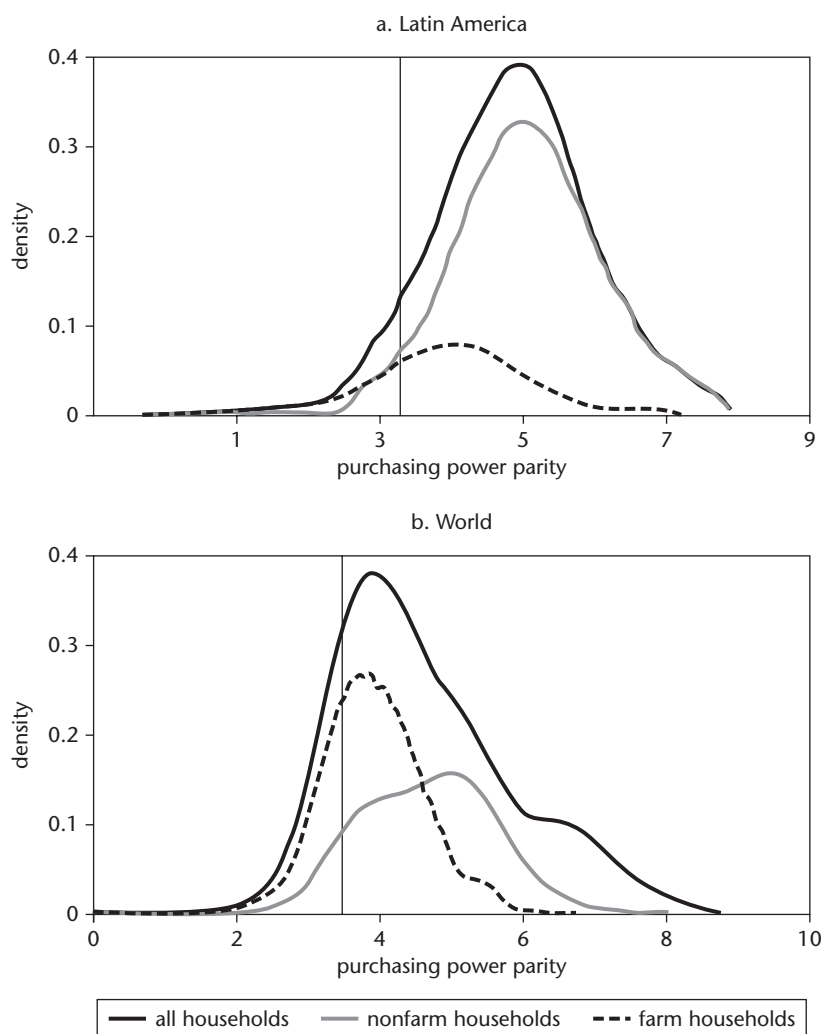 a. Latin America
0.4
0.3
0.2
0.1
0
density
1 3 5 7 9
purchasing power parity
b. World
0.4
0.3
0.2
0.1
0
density
0 2 4 6 8 10
purchasing power parity
all households nonfarm households farm households